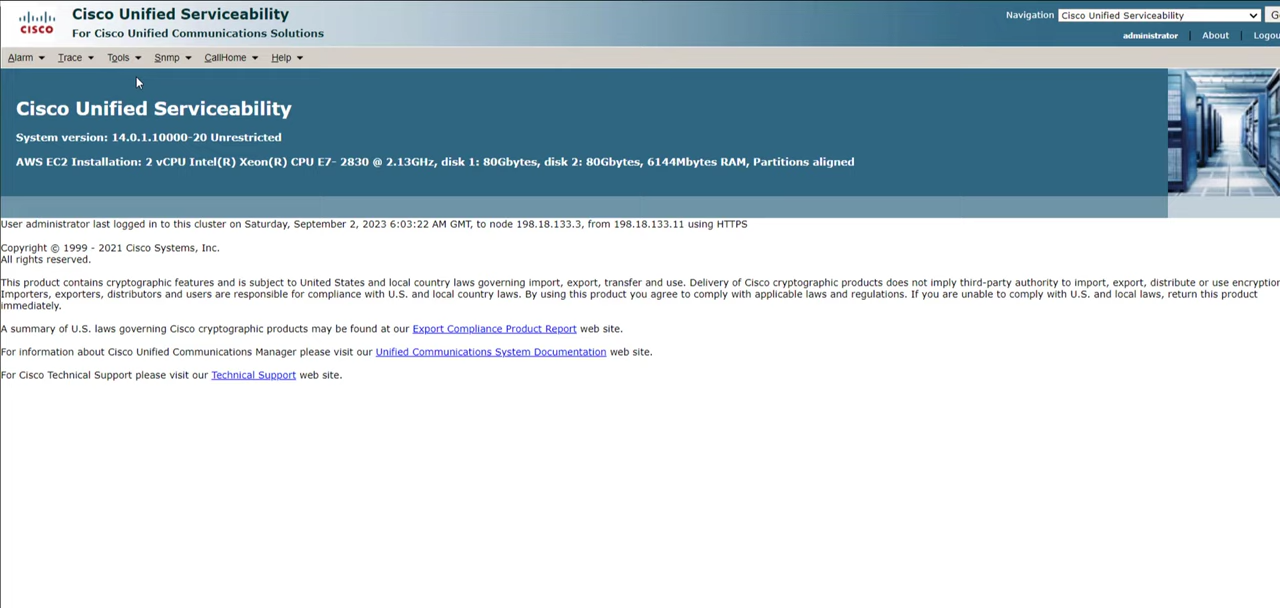 Cisco Unified Serviceability
For Cisco Unified Communications Solutions
CISCO
Navigation Cisco Unified Serviceability
administrator | About |
Alarm Trace Tools Snmp CallHome Help
Cisco Unified Serviceability
System version: 14.0.1.10000-20 Unrestricted
AWS EC2 Installation: 2 vCPU Intel(R) Xeon(R) CPU E7- 2830 @ 2.13GHz, disk 1: 80Gbytes, disk 2: 80Gbytes, 6144Mbytes RAM, Partitions aligned
User administrator last logged in to this cluster on Saturday, September 2, 2023 6:03:22 AM GMT, to node 198.18.133.3, from 198.18.133.11 using HTTPS
Copyright © 1999 - 2021 Cisco Systems, Inc.
All rights reserved.
This product contains cryptographic features and is subject to United States and local country laws governing import, export, transfer and use. Delivery of Cisco cryptographic products does not imply third-party authority to import, export, distribute or use encryption
Importers, exporters, distributors and users are responsible for compliance with U.S. and local country laws. By using this product you agree to comply with applicable laws and regulations. If you are unable to comply with U.S. and local laws, return this product
immediately.
A summary of U.S. laws governing Cisco cryptographic products may be found at our Export Compliance Product Report web site.
For information about Cisco Unified Communications Manager please visit our Unified Communications System Documentation web site.
For Cisco Technical Support please visit our Technical Support web site.